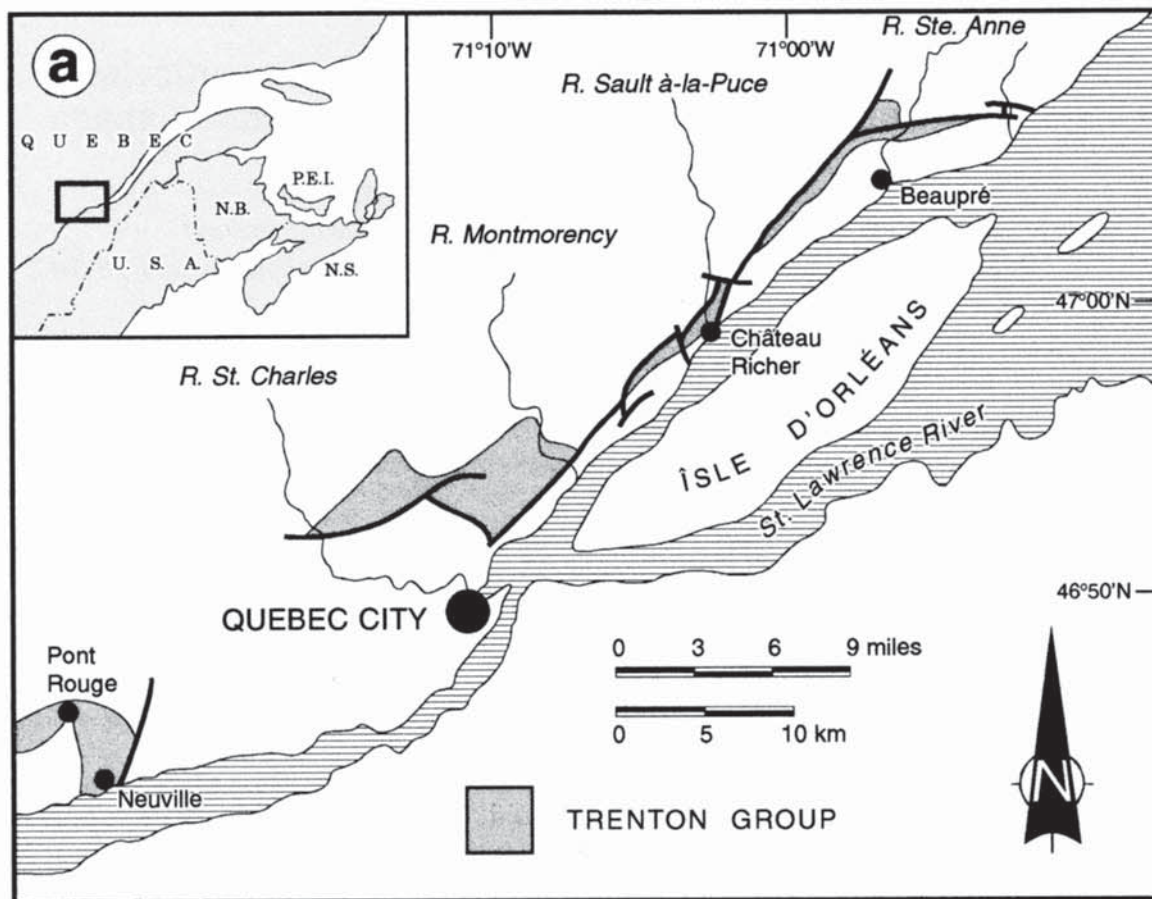 a
Q U E B E C
P.E.I.
N.B.
U. S. A.
N.S.
71°10'W
71°00'W
R. Ste. Anne
R. Sault à-la-Puce
Beaupré
R. Montmorency
47°00'N
Château
Richer
R. St. Charles
ÎSLE D'ORLÉANS
St. Lawrence River
46°50'N
QUEBEC CITY
0 3 6 9 miles
0 5 10 km
Pont
Rouge
Neuville
TRENTON GROUP
N